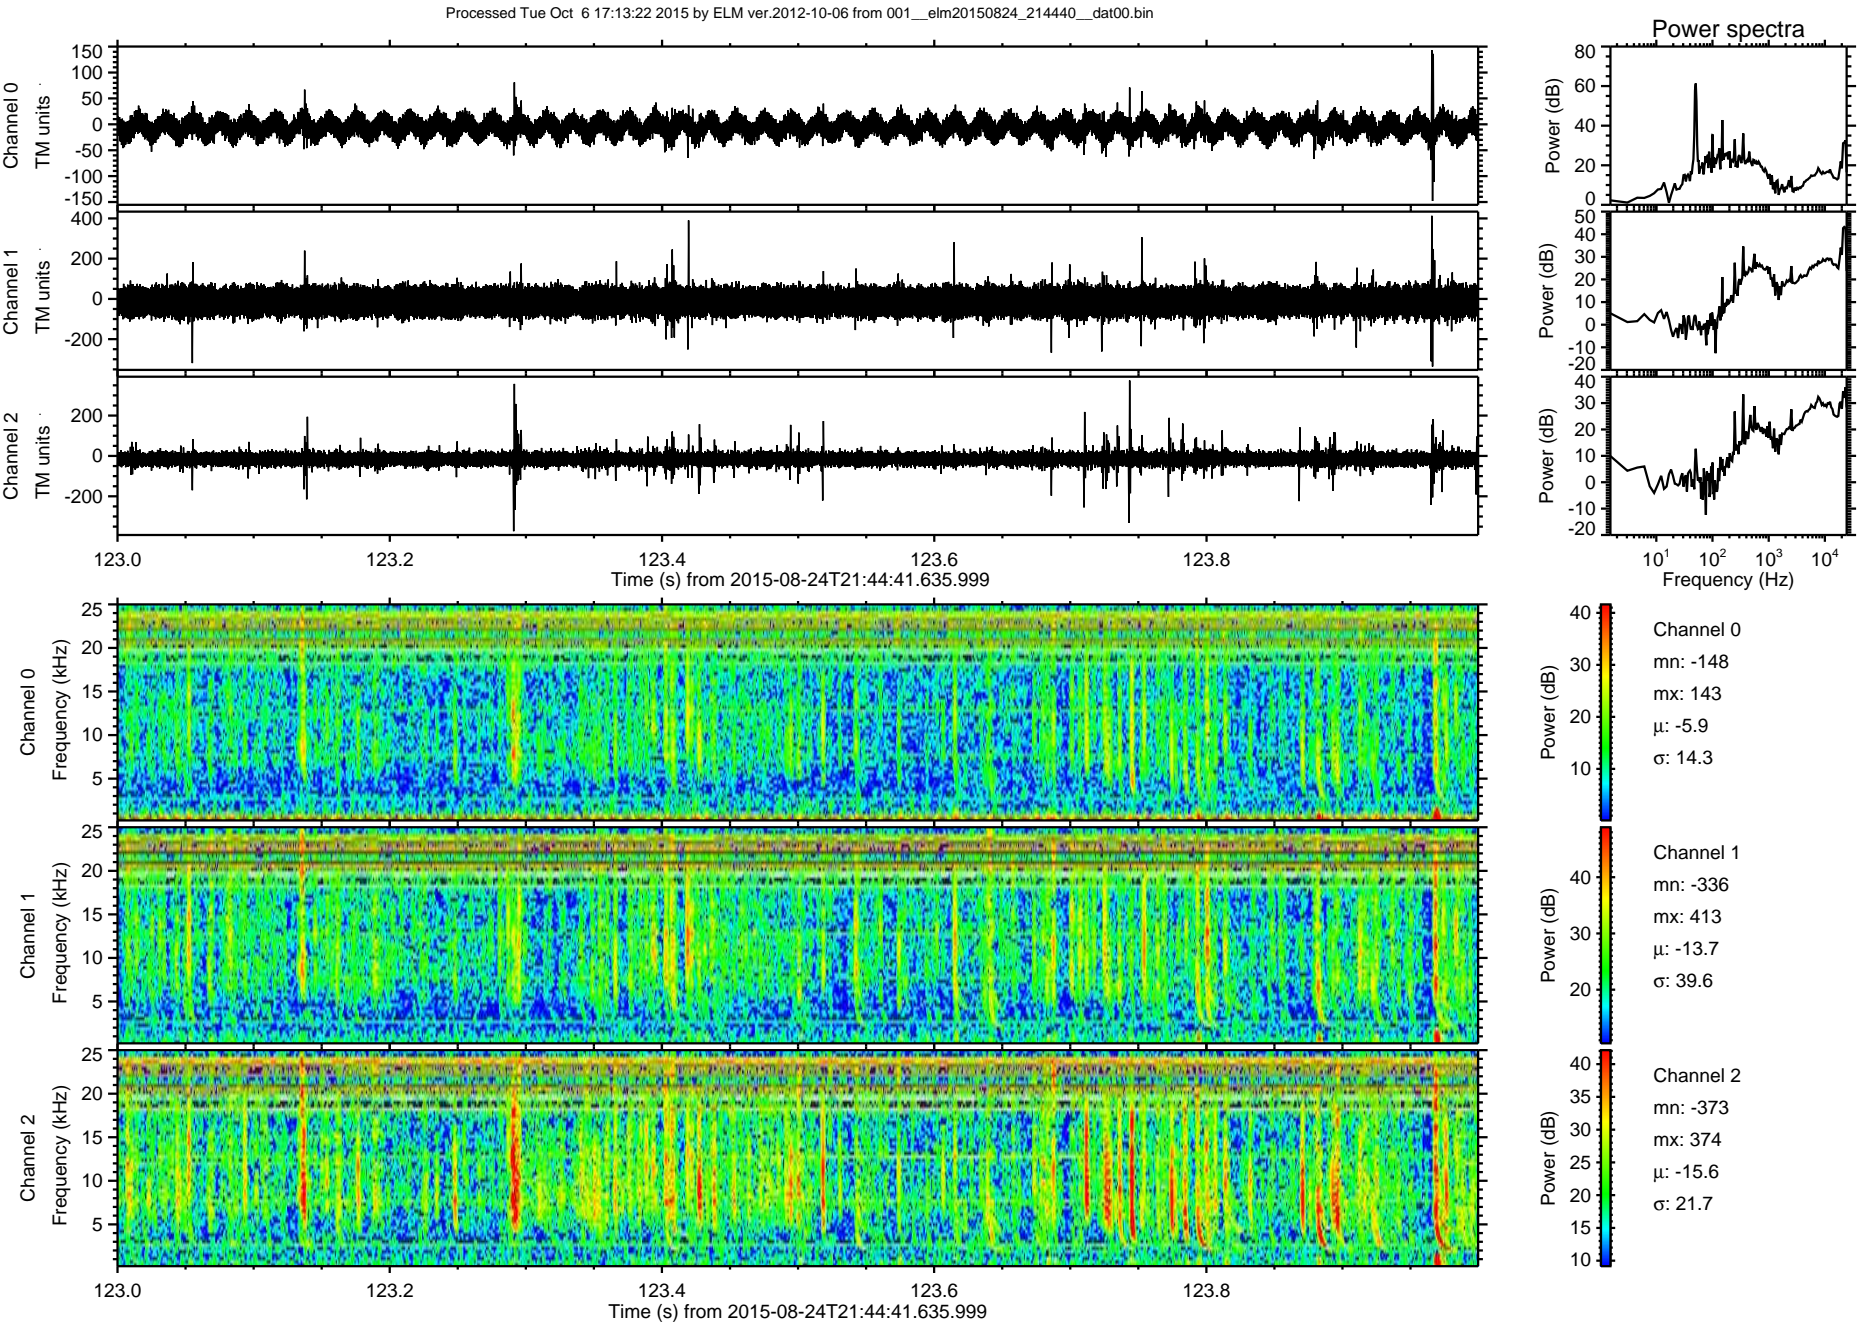 Processed Tue Oct 6 17:13:22 2015 by ELM ver.2012-10-06 from 001__elm20150824_214440__dat00.bin
Power spectra
Channel 0
TM units
150
100
50
0
-50
-100
-150
Power (dB)
80
60
40
20
0
Channel 1
TM units
400
200
0
-200
Power (dB)
50
40
30
20
10
0
-10
-20
Channel 2
TM units
200
0
-200
Power (dB)
40
30
20
10
0
-10
-20
123.0 123.2 123.4 123.6 123.8
Time (s) from 2015-08-24T21:44:41.635.999
10^1 10^2 10^3 10^4
Frequency (Hz)
Channel 0
Frequency (kHz)
25
20
15
10
5
Power (dB)
40
30
20
10
Channel 0
mn: -148
mx: 143
μ: -5.9
σ: 14.3
Channel 1
Frequency (kHz)
25
20
15
10
5
Power (dB)
40
30
20
Channel 1
mn: -336
mx: 413
μ: -13.7
σ: 39.6
Channel 2
Frequency (kHz)
25
20
15
10
5
Power (dB)
40
35
30
25
20
15
10
Channel 2
mn: -373
mx: 374
μ: -15.6
σ: 21.7
123.0 123.2 123.4 123.6 123.8
Time (s) from 2015-08-24T21:44:41.635.999